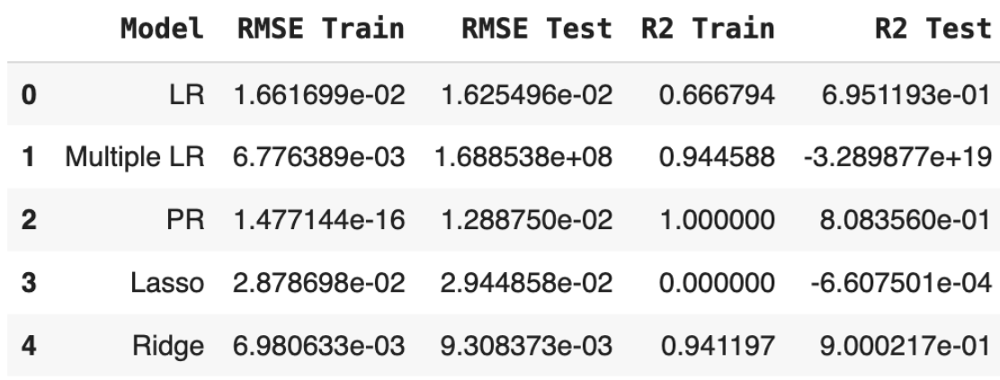 Model RMSE Train RMSE Test R2 Train R2 Test
0 LR 1.661699e-02 1.625496e-02 0.666794 6.951193e-01
1 Multiple LR 6.776389e-03 1.688538e+08 0.944588 -3.289877e+19
2 PR 1.477144e-16 1.288750e-02 1.000000 8.083560e-01
3 Lasso 2.878698e-02 2.944858e-02 0.000000 -6.607501e-04
4 Ridge 6.980633e-03 9.308373e-03 0.941197 9.000217e-01